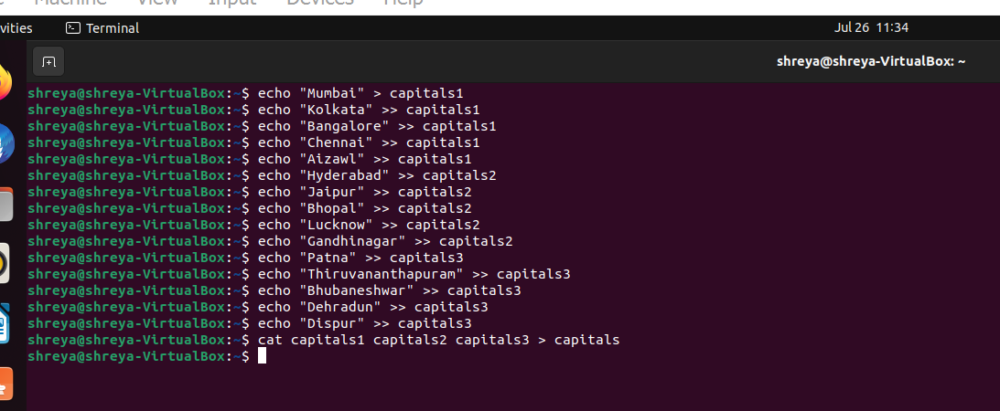 Machine View Input Devices Help
vities Terminal Jul 26 11:34
shreya@shreya-VirtualBox: ~
shreya@shreya-VirtualBox:~$ echo "Mumbai" > capitals1
shreya@shreya-VirtualBox:~$ echo "Kolkata" >> capitals1
shreya@shreya-VirtualBox:~$ echo "Bangalore" >> capitals1
shreya@shreya-VirtualBox:~$ echo "Chennai" >> capitals1
shreya@shreya-VirtualBox:~$ echo "Aizawl" >> capitals1
shreya@shreya-VirtualBox:~$ echo "Hyderabad" >> capitals2
shreya@shreya-VirtualBox:~$ echo "Jaipur" >> capitals2
shreya@shreya-VirtualBox:~$ echo "Bhopal" >> capitals2
shreya@shreya-VirtualBox:~$ echo "Lucknow" >> capitals2
shreya@shreya-VirtualBox:~$ echo "Gandhinagar" >> capitals2
shreya@shreya-VirtualBox:~$ echo "Patna" >> capitals3
shreya@shreya-VirtualBox:~$ echo "Thiruvananthapuram" >> capitals3
shreya@shreya-VirtualBox:~$ echo "Bhubaneshwar" >> capitals3
shreya@shreya-VirtualBox:~$ echo "Dehradun" >> capitals3
shreya@shreya-VirtualBox:~$ echo "Dispur" >> capitals3
shreya@shreya-VirtualBox:~$ cat capitals1 capitals2 capitals3 > capitals
shreya@shreya-VirtualBox:~$